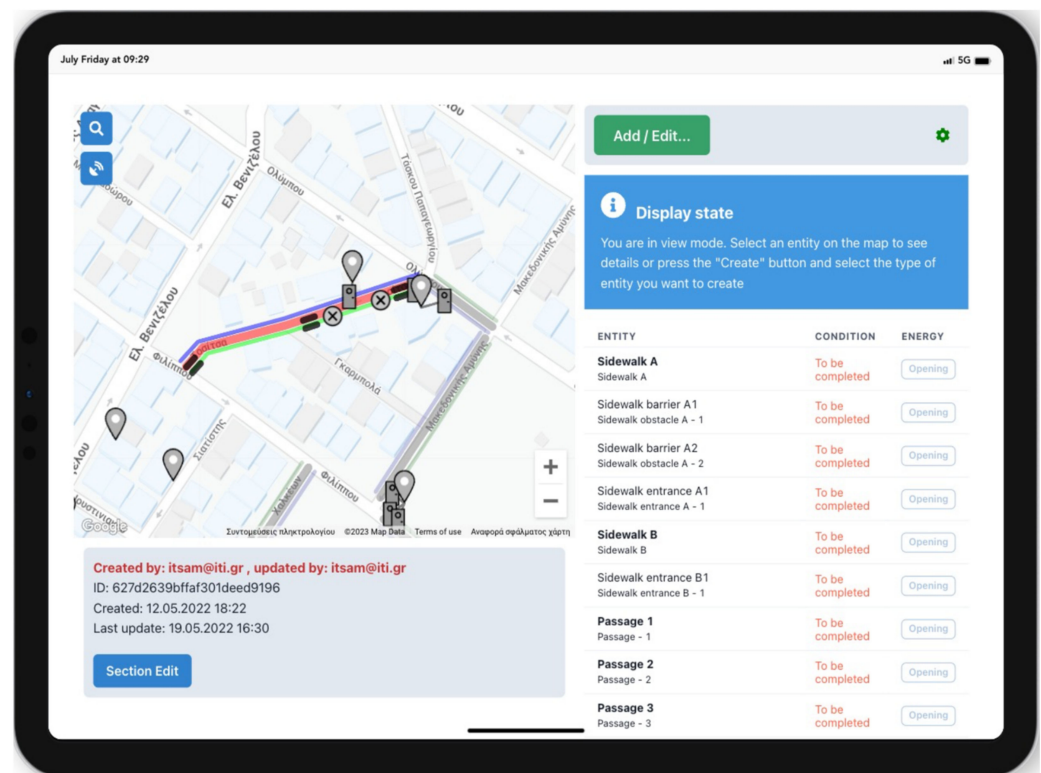 July Friday at 09:29
5G
Ελ. Βενιζέλου
Ολύμπου
Τάσκου Παπαγεωργίου
Μακεδονικής Αμύνης
Ελ. Βενιζέλου
Φιλίππου
Γκαρμπολά
Μακεδονικής Αμύνης
Σιατίστης
Φιλίππου
Χαλκέων
Google
Συντομεύσεις πληκτρολογίου ©2023 Map Data Terms of use Αναφορά σφάλματος χάρτη
Created by: itsam@iti.gr , updated by: itsam@iti.gr
ID: 627d2639bffaf301deed9196
Created: 12.05.2022 18:22
Last update: 19.05.2022 16:30
Section Edit
Add / Edit...
Display state
You are in view mode. Select an entity on the map to see
details or press the "Create" button and select the type of
entity you want to create
ENTITY CONDITION ENERGY
Sidewalk A To be completed Opening
Sidewalk A
Sidewalk barrier A1 To be completed Opening
Sidewalk obstacle A - 1
Sidewalk barrier A2 To be completed Opening
Sidewalk obstacle A - 2
Sidewalk entrance A1 To be completed Opening
Sidewalk entrance A - 1
Sidewalk B To be completed Opening
Sidewalk B
Sidewalk entrance B1 To be completed Opening
Sidewalk entrance B - 1
Passage 1 To be completed Opening
Passage - 1
Passage 2 To be completed Opening
Passage - 2
Passage 3 To be completed Opening
Passage - 3